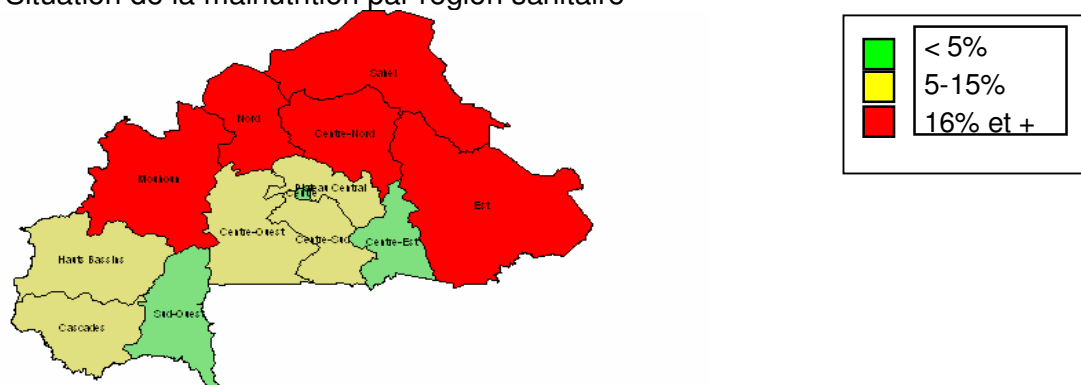 Situation de la malnutrition par région sanitaire
< 5%
5-15%
16% et +
Sahel
Nord
Centre-Nord
Mouhoun
Plateau Central
Centre
Est
Centre-Ouest
Centre-Sud
Centre-Est
Hauts Bassins
Sud-Ouest
Cascades